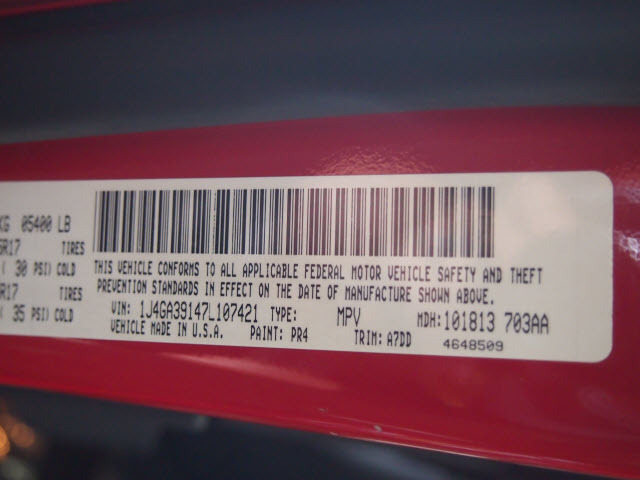 KG 05400 LB
R17 TIRES
( 30 PSI) COLD
R17 TIRES
( 35 PSI) COLD
THIS VEHICLE CONFORMS TO ALL APPLICABLE FEDERAL MOTOR VEHICLE SAFETY AND THEFT
PREVENTION STANDARDS IN EFFECT ON THE DATE OF MANUFACTURE SHOWN ABOVE.
VIN: 1J4GA39147L107421 TYPE: MPV MDH: 101813 703AA
VEHICLE MADE IN U.S.A. PAINT: PR4 TRIM: A7DD 4648509